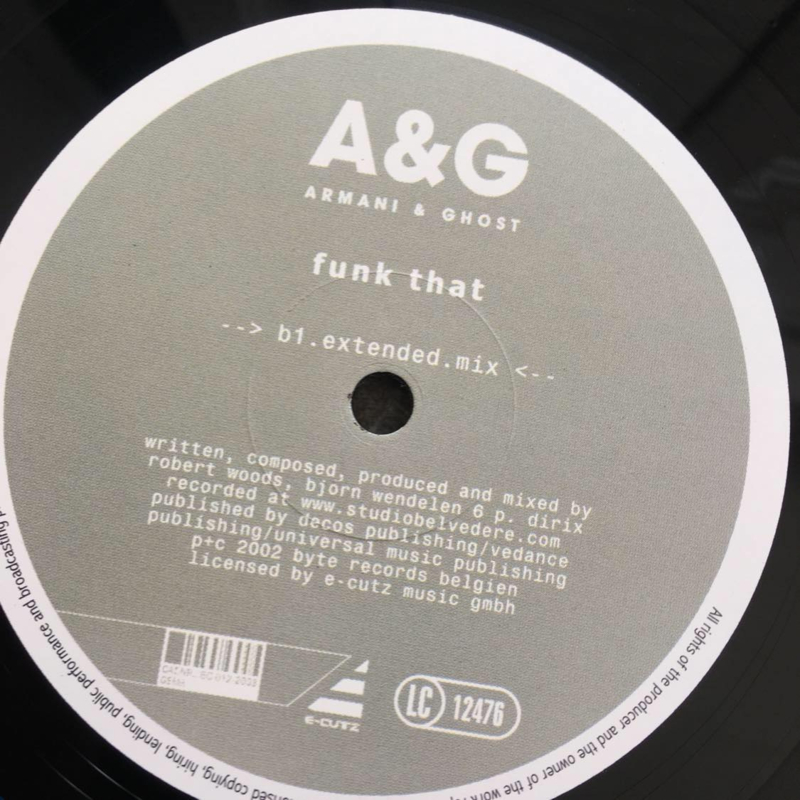 A&G
ARMANI & GHOST
funk that
--> b1.extended.mix <--
written, composed, produced and mixed by
robert woods, björn wendelen 6 p. dirix
recorded at www.studiobelvedere.com
published by decos publishing/vedance
publishing/universal music publishing
p+c 2002 byte records belgien
licensed by e-cutz music gmbh
E-CUTZ
LC 12476
All rights of the producer and the owner of the work
copying, hiring, lending, public performance and broadcasting